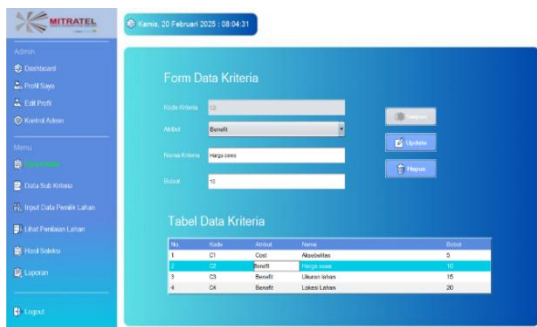 MITRATEL
Kamis, 20 Februari 2025 : 08:04:31
Admin
Dashboard
Profil Saya
Edit Profil
Kontrol Admin
Menu
Data Sub Kriteria
Input Data Pemilik Lahan
Lihat Penilaian Lahan
Hasil Seleksi
Laporan
Logout
Form Data Kriteria
Kode Kriteria
C2
Atribut
Benefit
Nama Kriteria
Harga sewa
Bobot
10
Simpan
Update
Hapus
Tabel Data Kriteria
No Kode Atribut Nama Bobot
1 C1 Cost Aksebilitas 5
2 C2 Benefit Harga sewa 10
3 C3 Benefit Ukuran lahan 15
4 C4 Benefit Lokasi Lahan 20